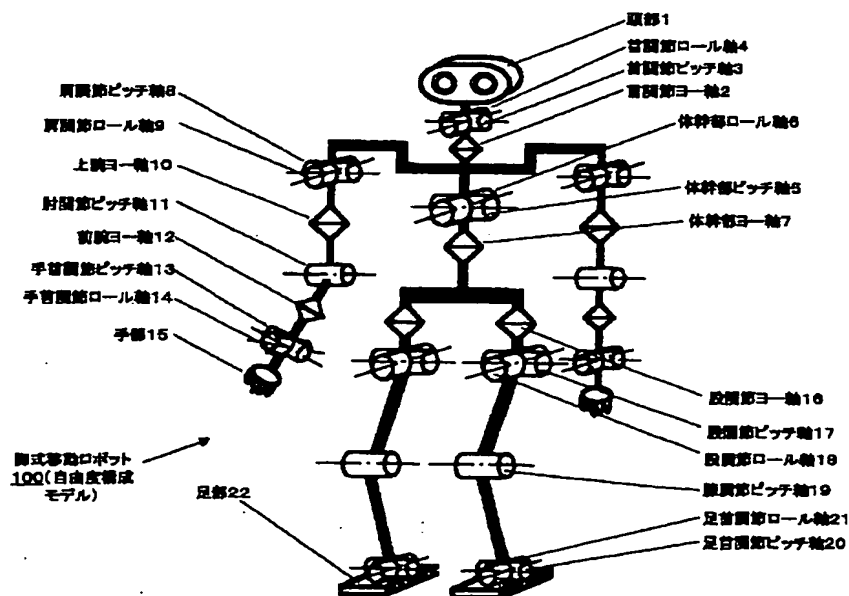 頭部1
首関節ロール軸4
首関節ピッチ軸3
首関節ヨー軸2
体幹部ロール軸6
体幹部ピッチ軸5
体幹部ヨー軸7
肩関節ピッチ軸8
肩関節ロール軸9
上腕ヨー軸10
肘関節ピッチ軸11
前腕ヨー軸12
手首関節ピッチ軸13
手首関節ロール軸14
手部15
股関節ヨー軸16
股関節ピッチ軸17
股関節ロール軸18
膝関節ピッチ軸19
足首関節ロール軸21
足首関節ピッチ軸20
脚式移動ロボット
100(自由度構成
モデル)
足部22